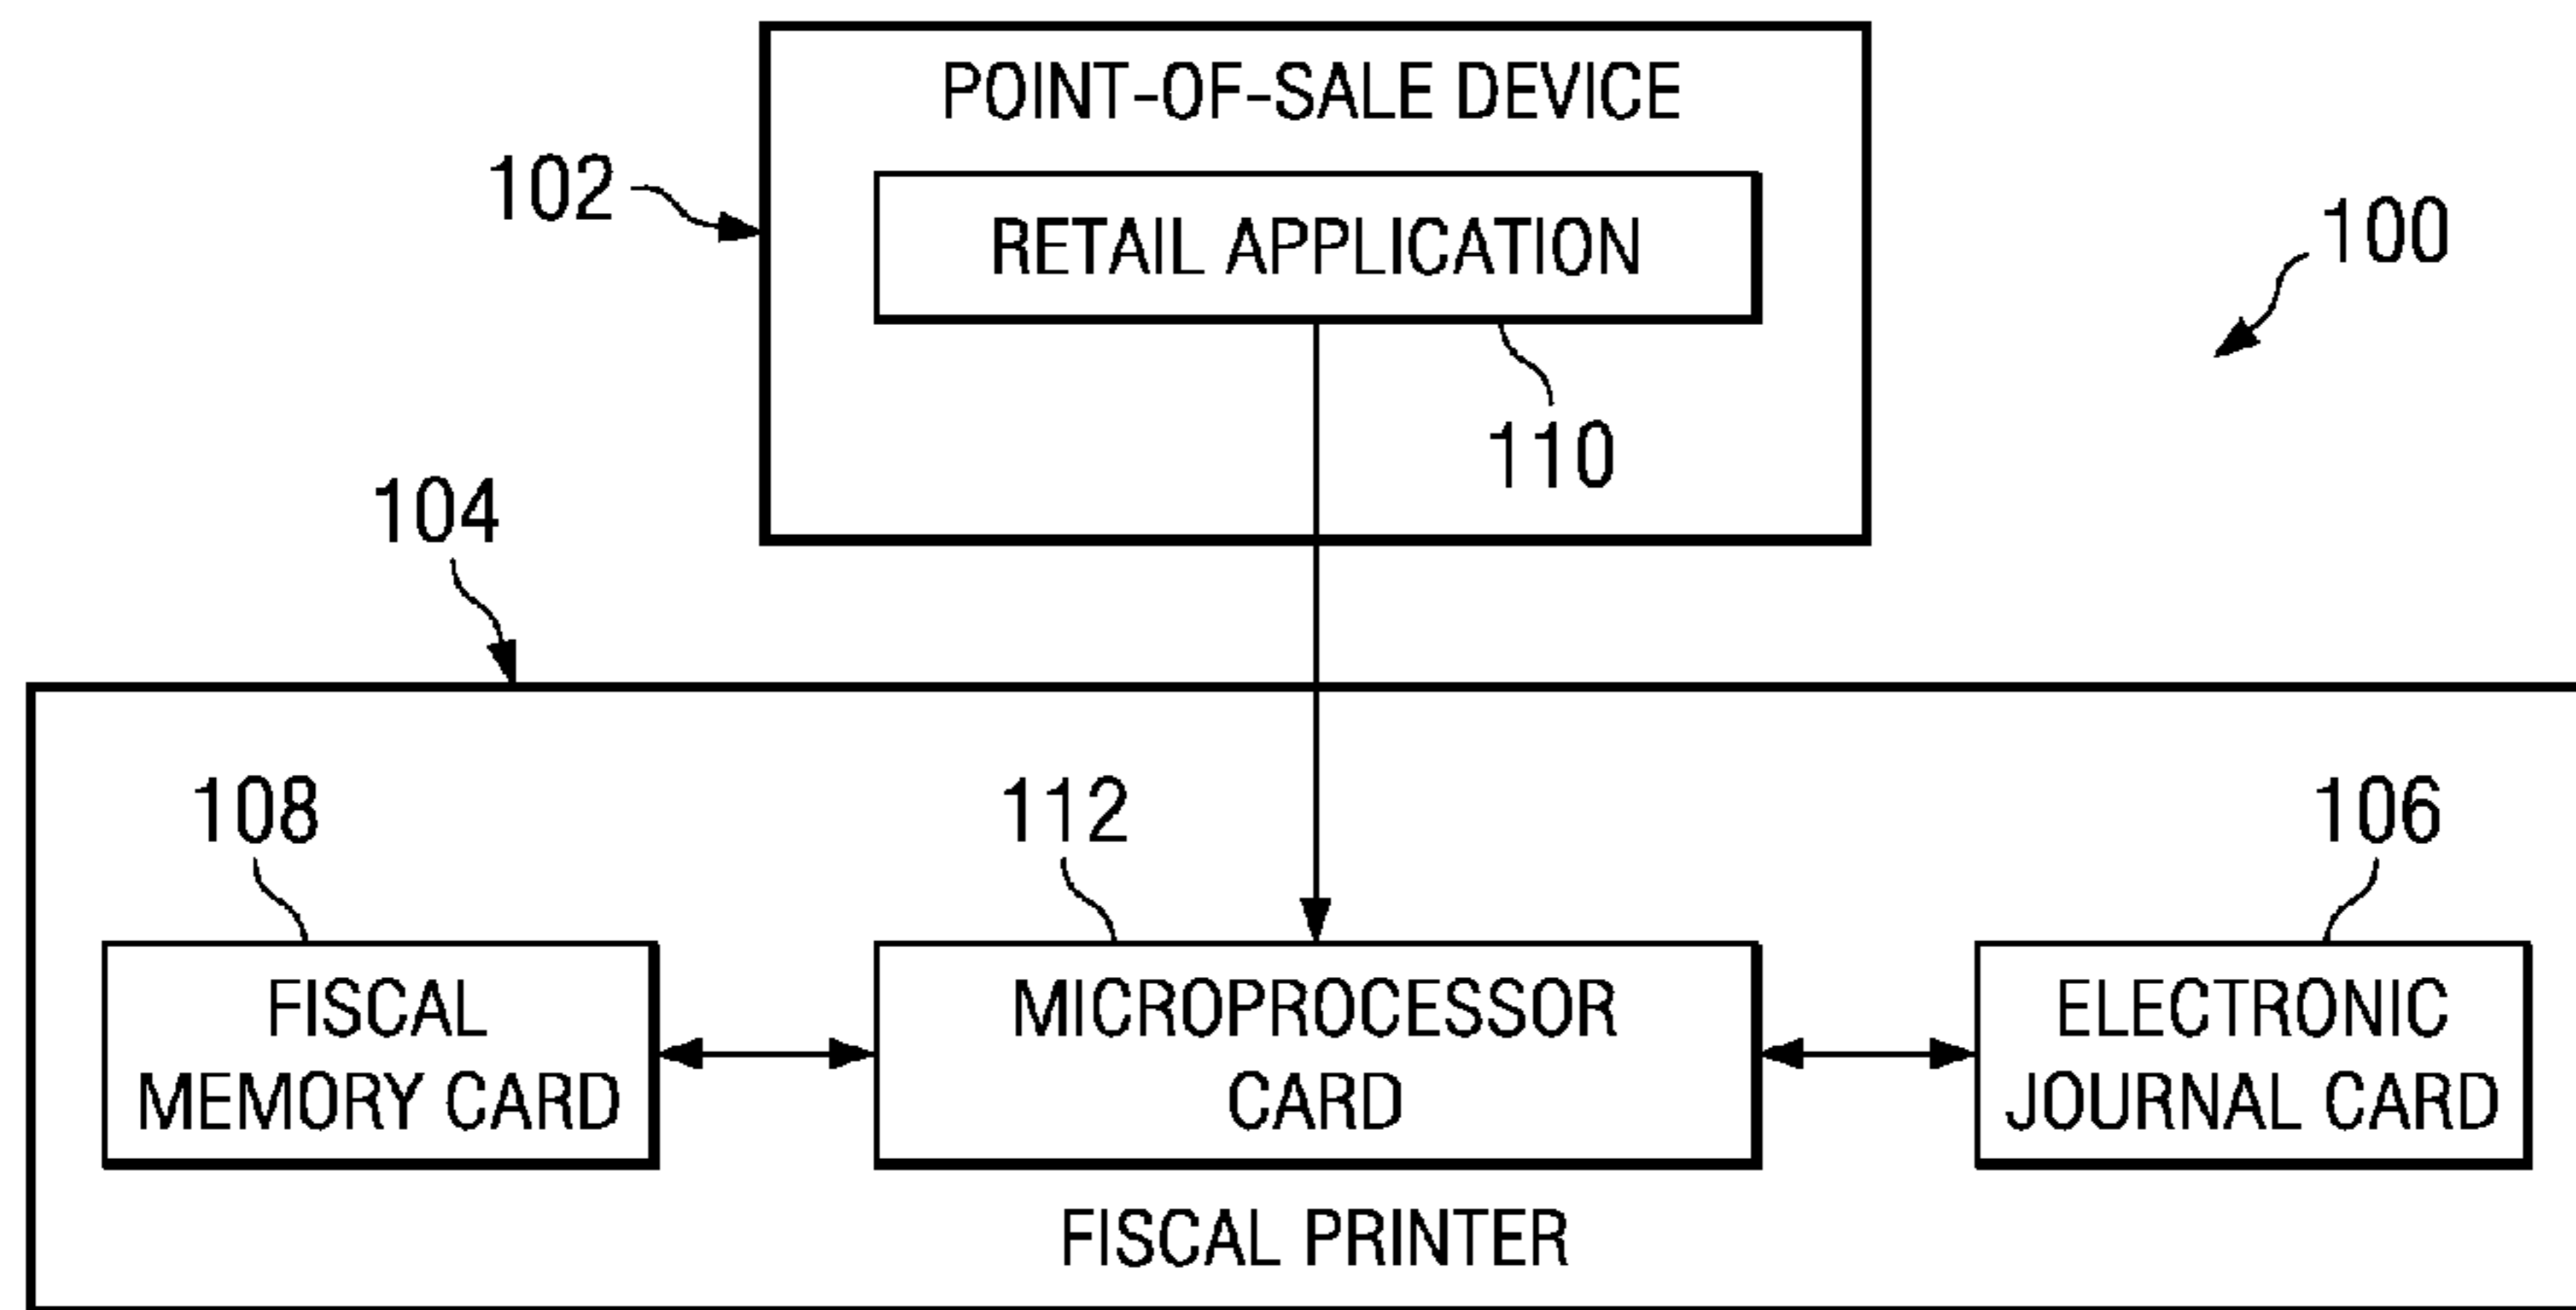 POINT-OF-SALE DEVICE
102
RETAIL APPLICATION
100
110
104
108
112
106
FISCAL
MEMORY CARD
MICROPROCESSOR
CARD
ELECTRONIC
JOURNAL CARD
FISCAL PRINTER